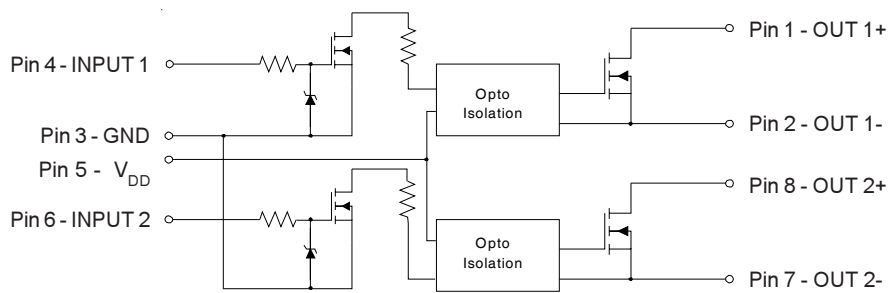 Pin 4 - INPUT 1
Pin 3 - GND
Pin 5 - VDD
Pin 6 - INPUT 2
Opto
Isolation
Opto
Isolation
Pin 1 - OUT 1+
Pin 2 - OUT 1-
Pin 8 - OUT 2+
Pin 7 - OUT 2-